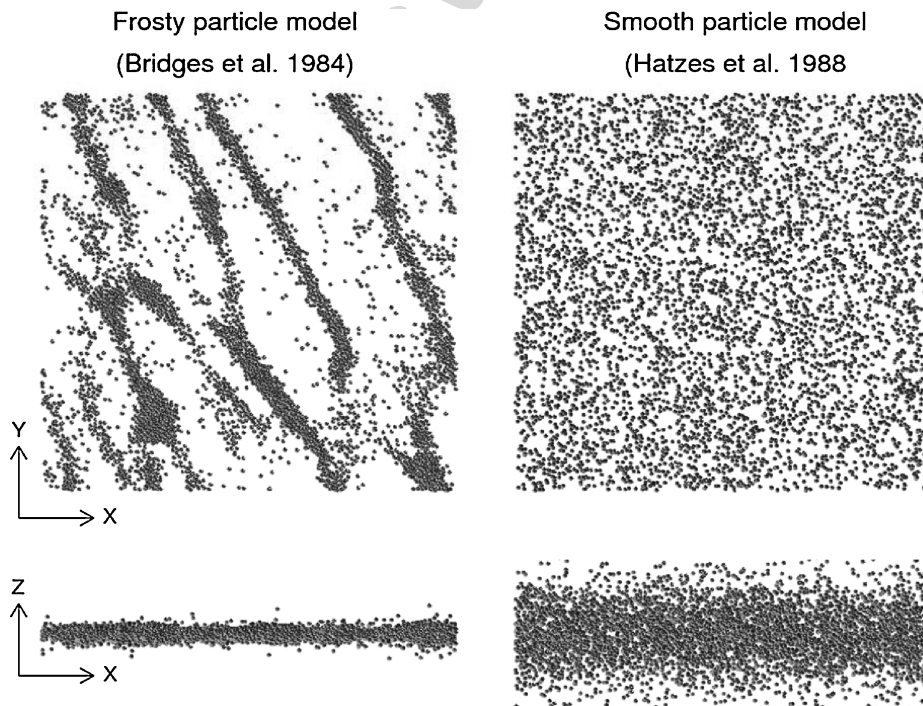 Frosty particle model
(Bridges et al. 1984)
Smooth particle model
(Hatzes et al. 1988
Y
X
Z
X